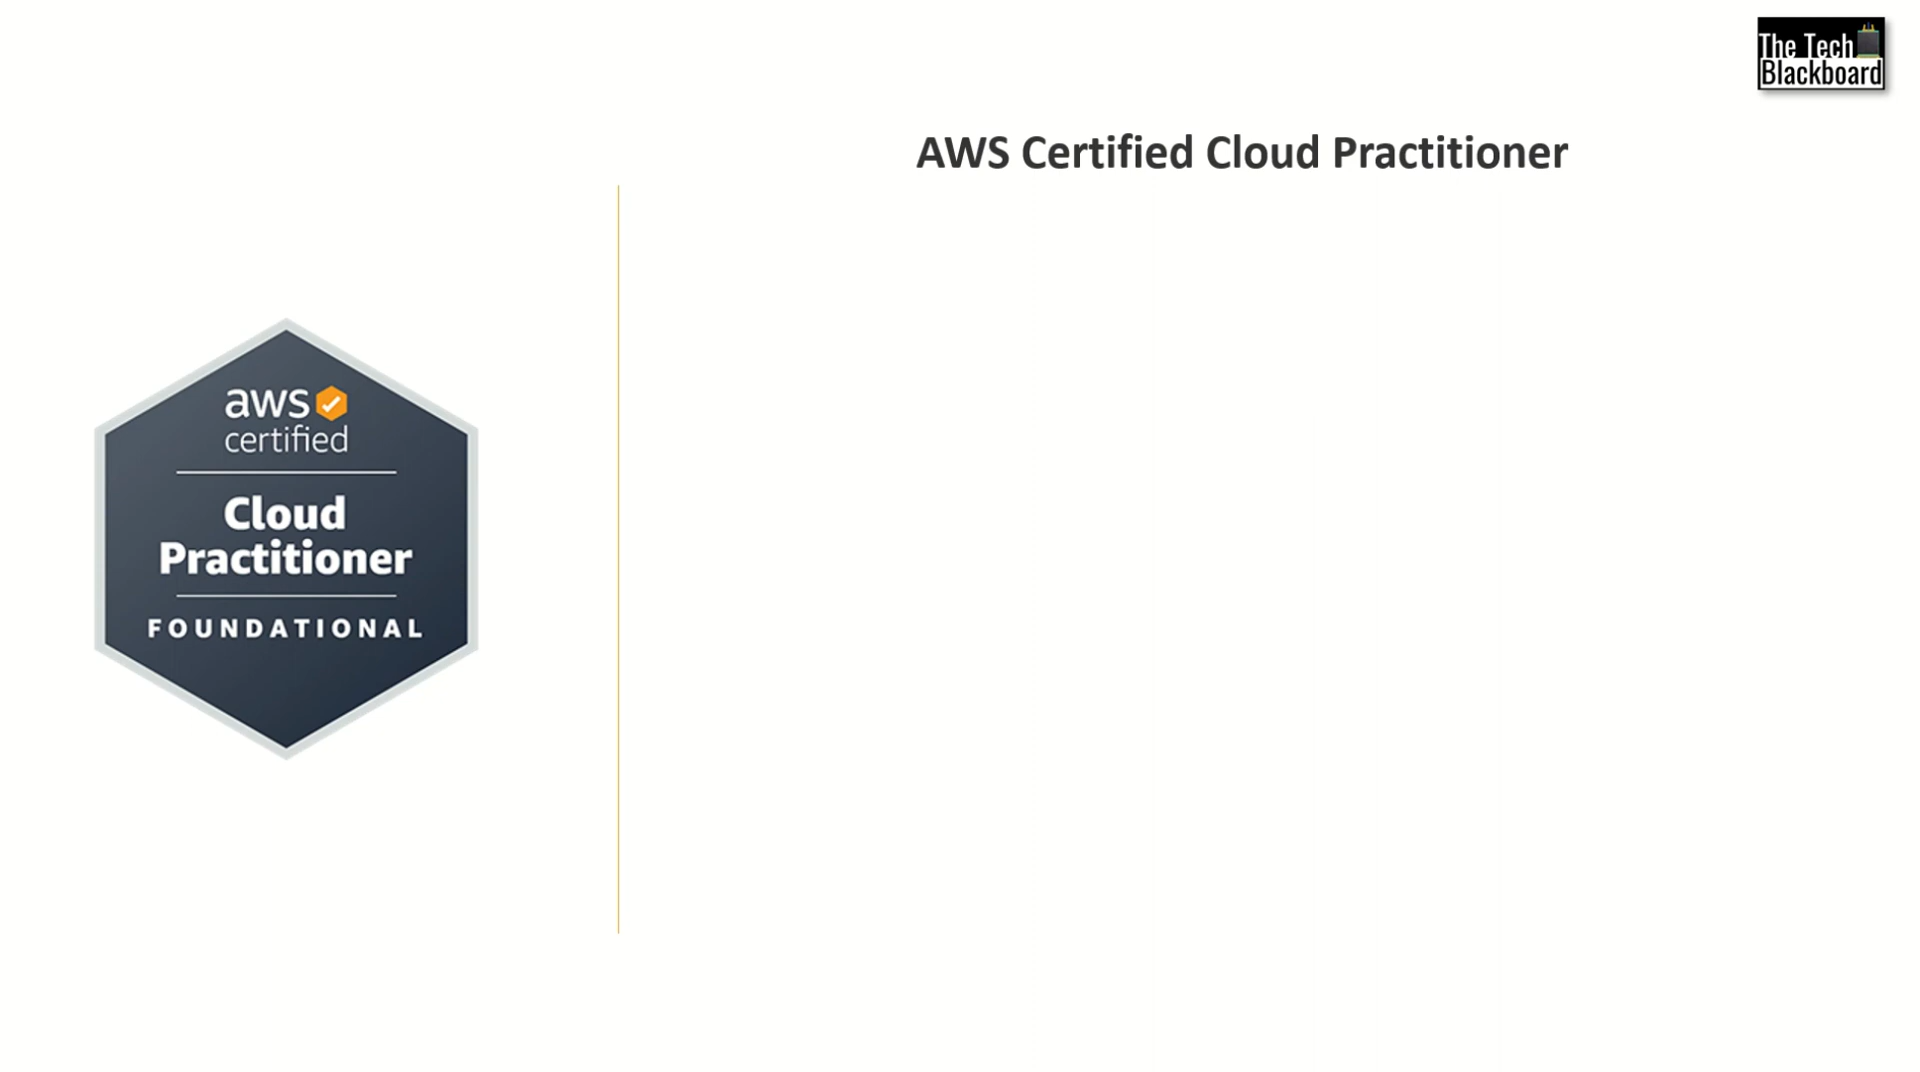 The Tech
Blackboard
AWS Certified Cloud Practitioner
aws
certified
Cloud
Practitioner
FOUNDATIONAL